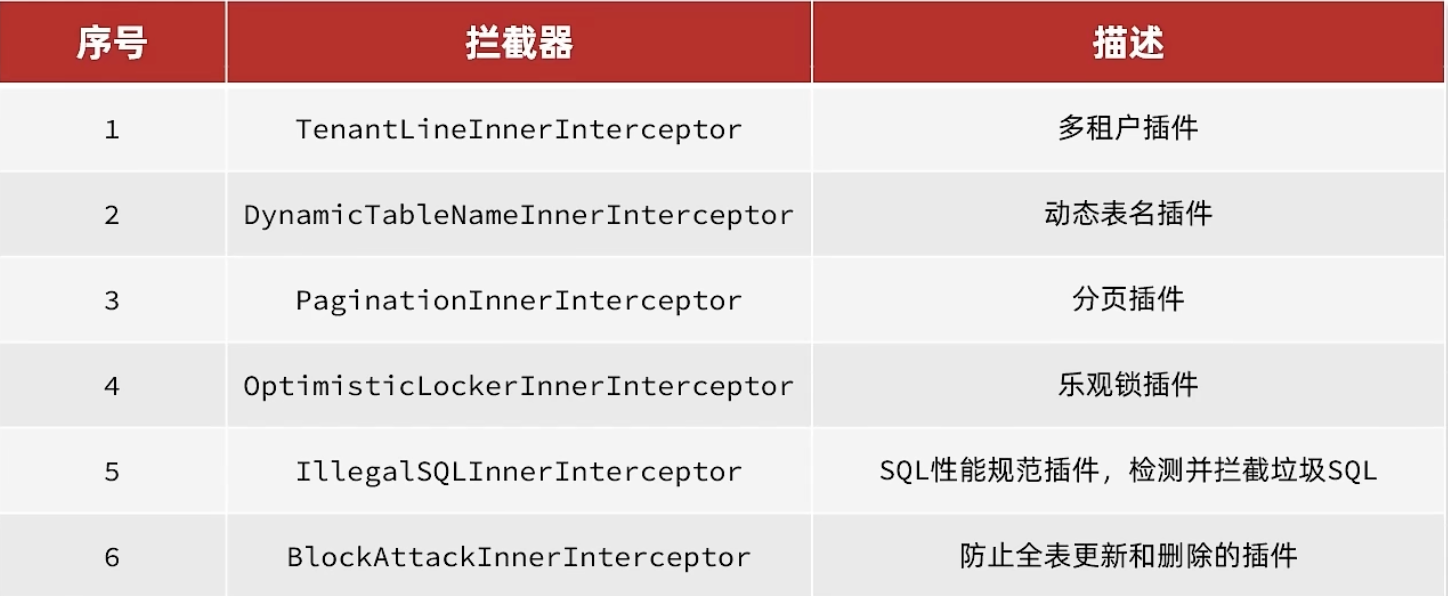 序号 拦截器 描述
1 TenantLineInnerInterceptor 多租户插件
2 DynamicTableNameInnerInterceptor 动态表名插件
3 PaginationInnerInterceptor 分页插件
4 OptimisticLockerInnerInterceptor 乐观锁插件
5 IllegalSQLInnerInterceptor SQL性能规范插件，检测并拦截垃圾SQL
6 BlockAttackInnerInterceptor 防止全表更新和删除的插件